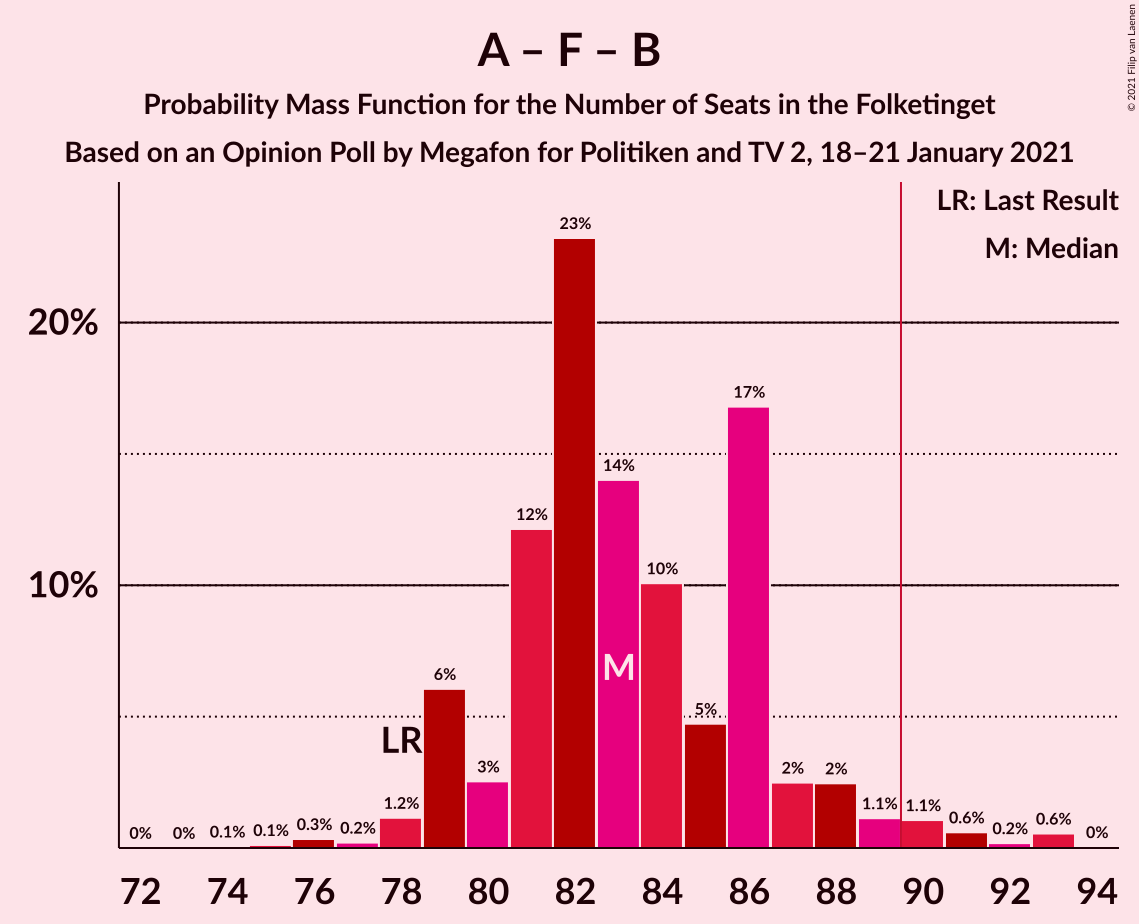 A – F – B
Probability Mass Function for the Number of Seats in the Folketinget
Based on an Opinion Poll by Megafon for Politiken and TV 2, 18–21 January 2021
© 2021 Filip van Laenen
LR: Last Result
M: Median
20%
10%
0% 0% 0.1% 0.1% 0.3% 0.2% 1.2% 6% 3% 12% 23% 14% 10% 5% 17% 2% 2% 1.1% 1.1% 0.6% 0.2% 0.6% 0%
LR
M
72 74 76 78 80 82 84 86 88 90 92 94